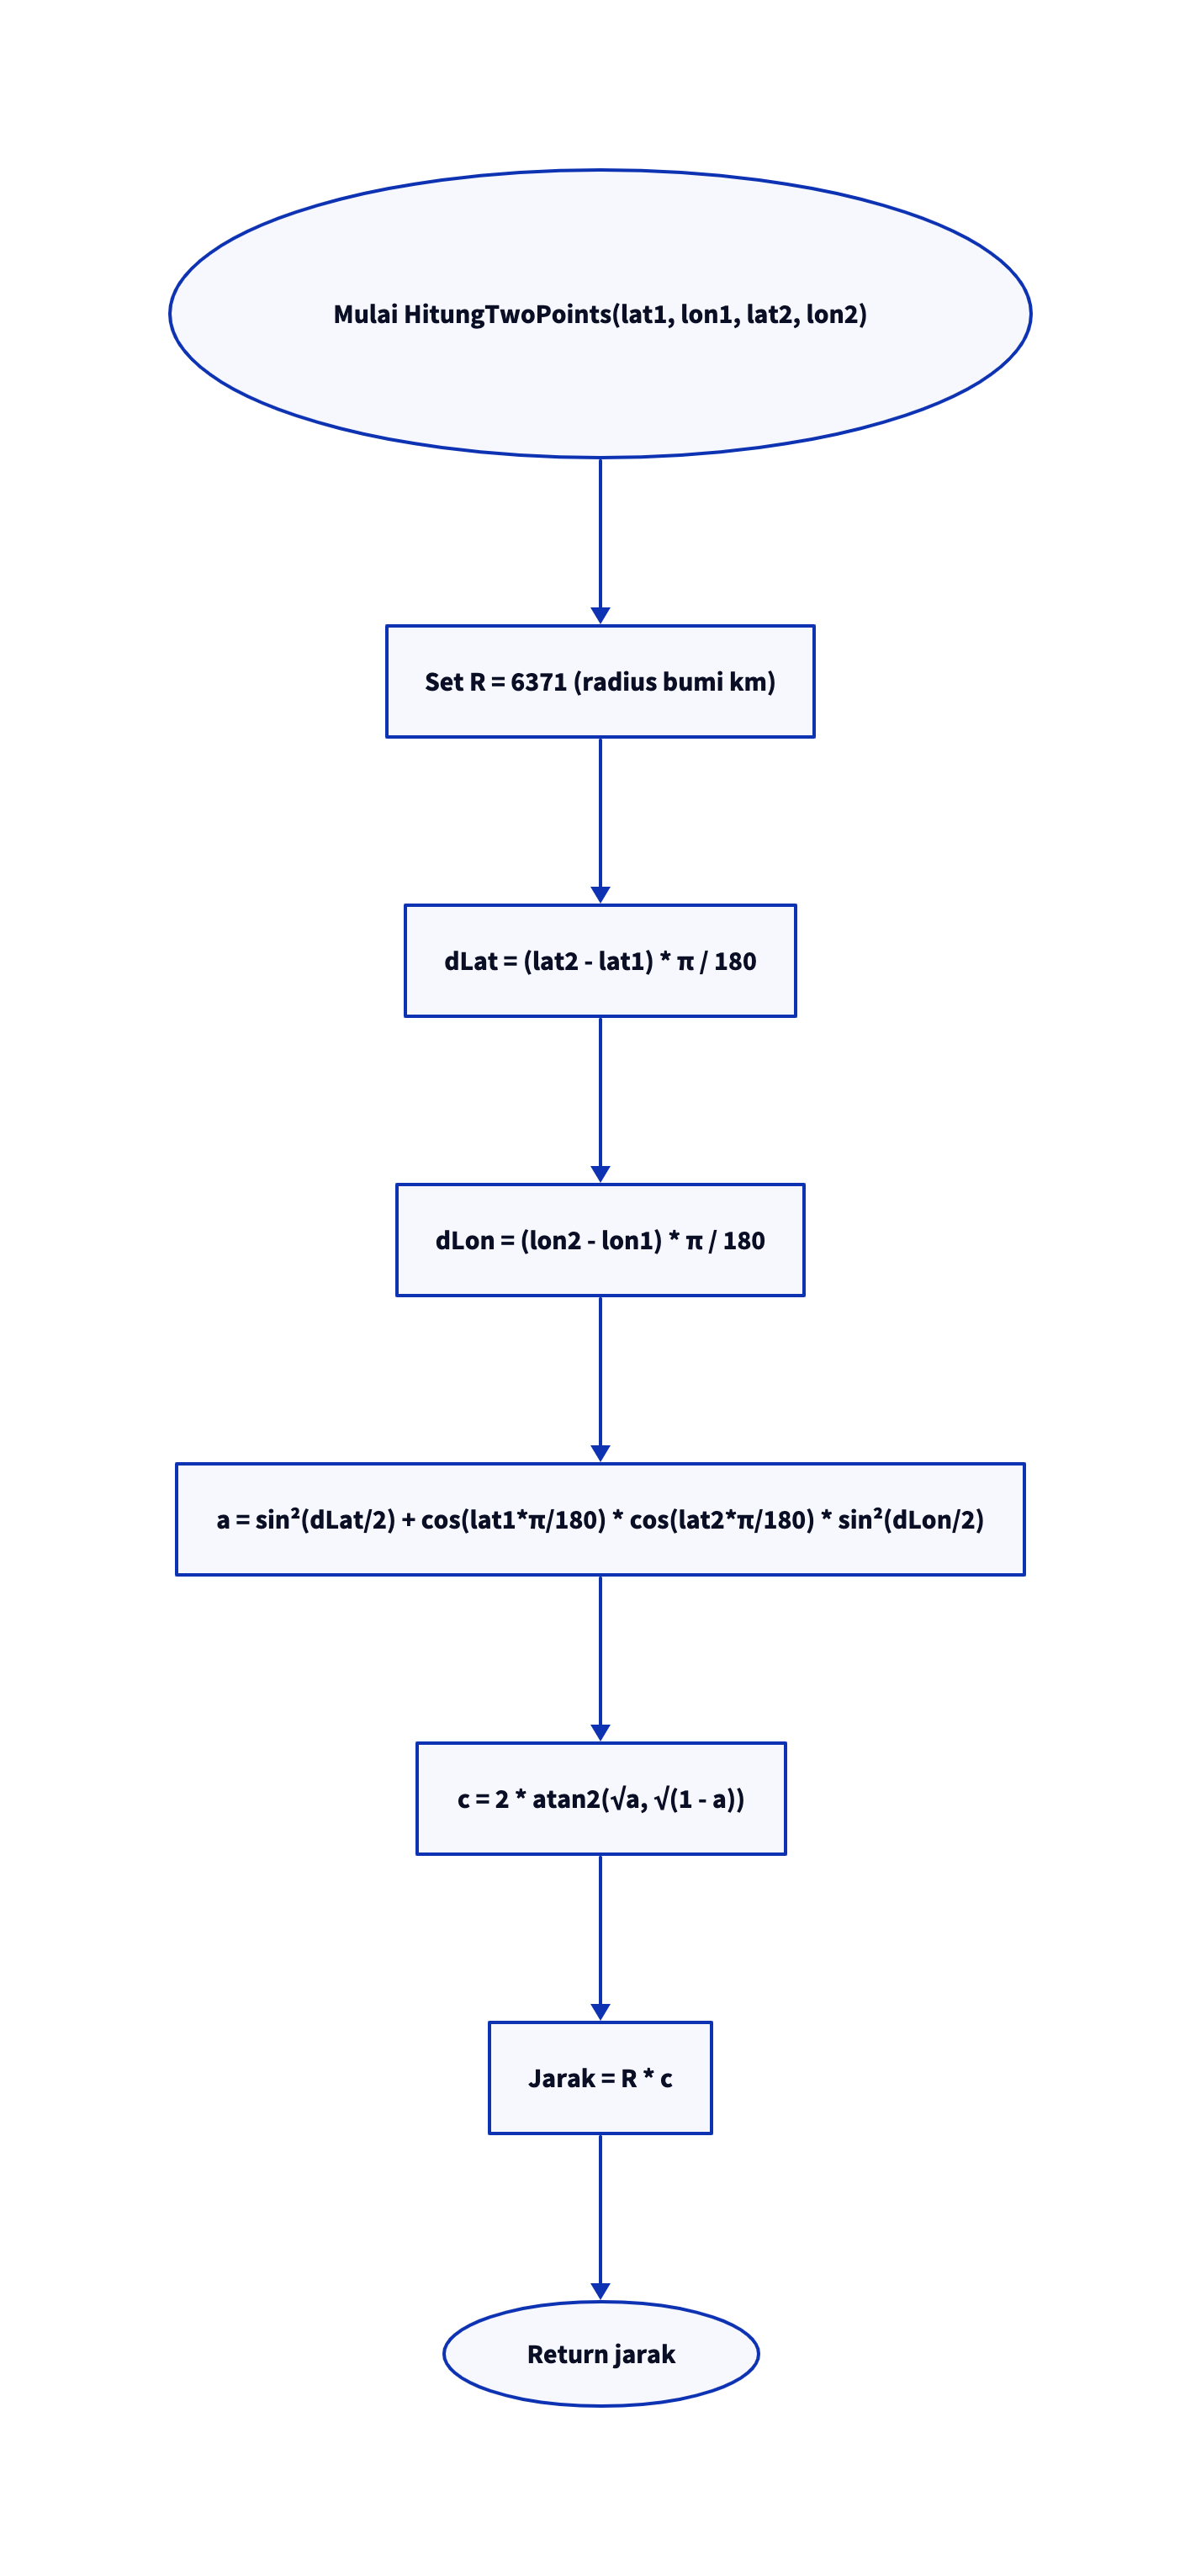 Mulai HitungTwoPoints(lat1, lon1, lat2, lon2)
Set R = 6371 (radius bumi km)
dLat = (lat2 - lat1) * π / 180
dLon = (lon2 - lon1) * π / 180
a = sin²(dLat/2) + cos(lat1*π/180) * cos(lat2*π/180) * sin²(dLon/2)
c = 2 * atan2(√a, √(1 - a))
Jarak = R * c
Return jarak